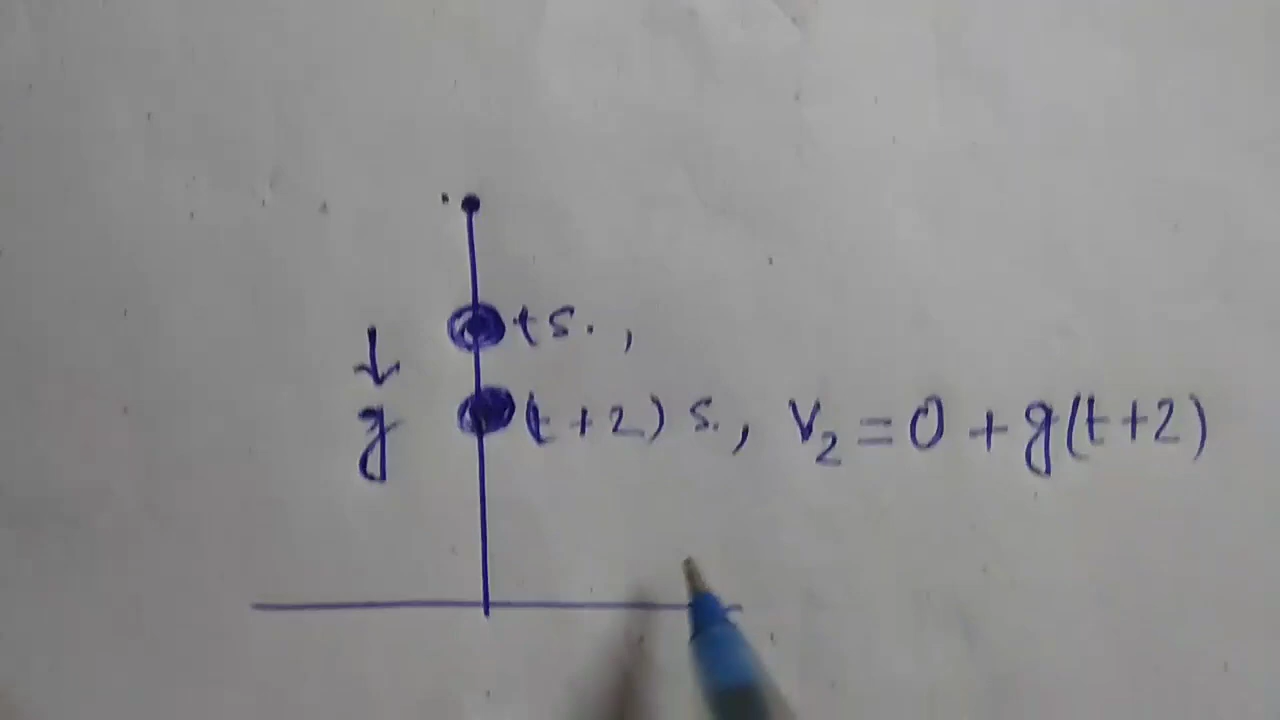 t s. ,
g
(t + 2) s. , V₂ = 0 + g(t + 2)